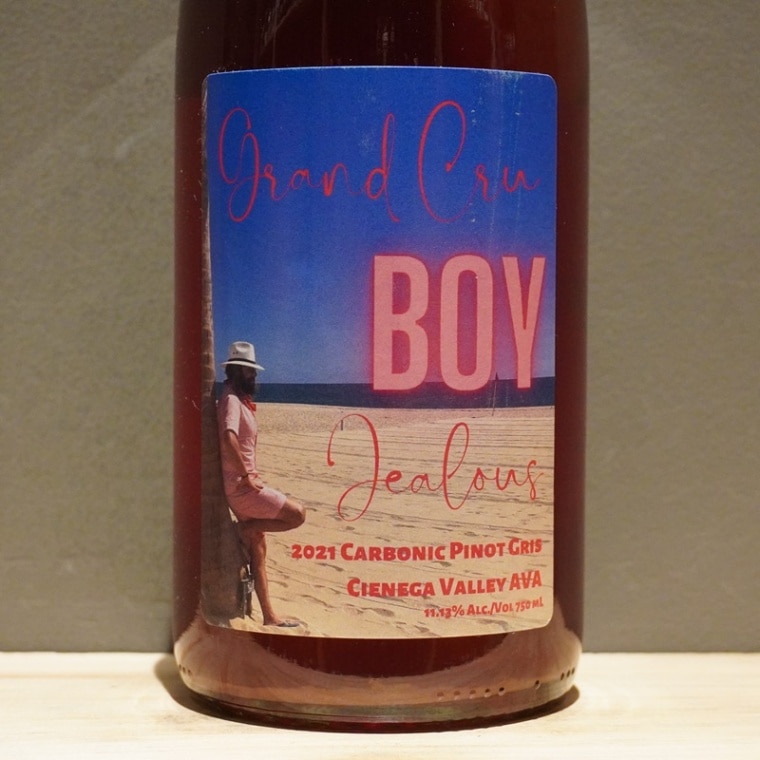 Grand Cru
BOY
Jealous
2021 Carbonic Pinot Gris
Cienega Valley AVA
11.13% Alc./Vol 750 mL